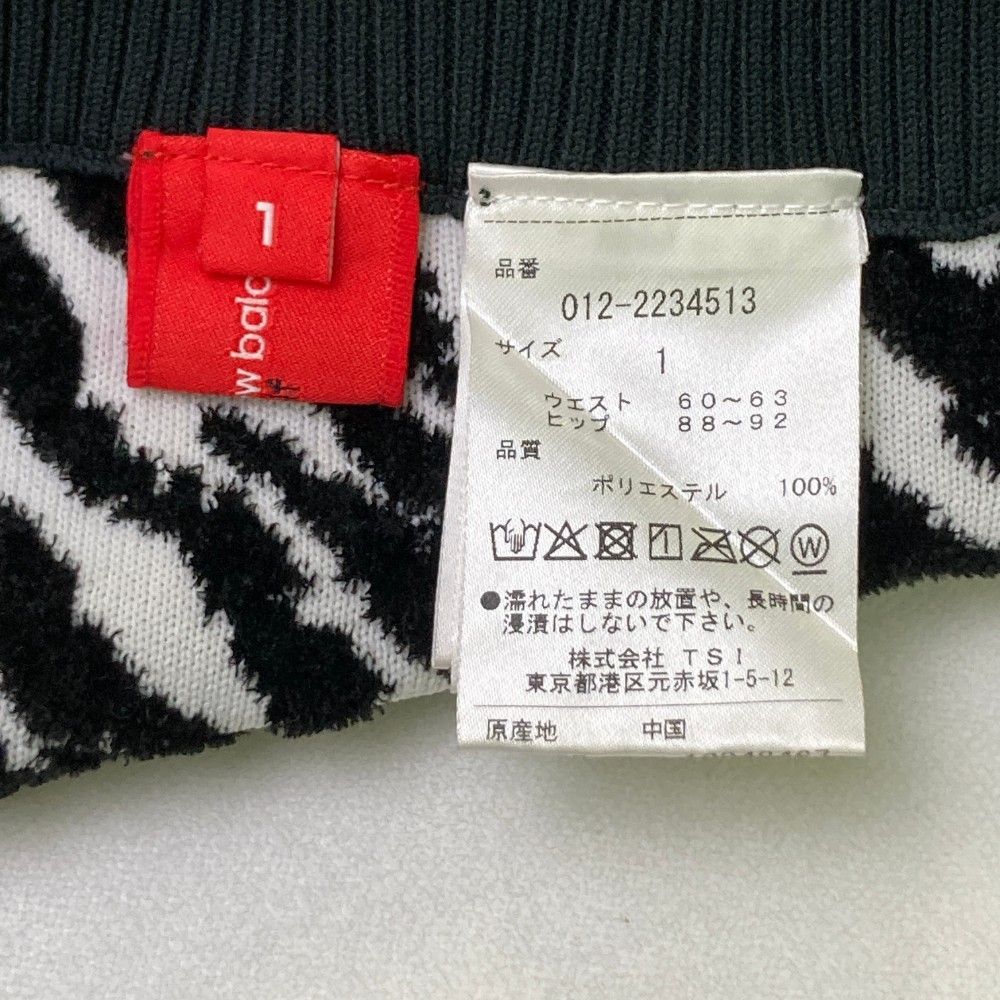 1
w balan
品番
012-2234513
サイズ 1
ウェスト 60～63
ヒップ 88～92
品質
ポリエステル 100%
W
●濡れたままの放置や、長時間の
浸漬はしないで下さい。
株式会社 TSI
東京都港区元赤坂1-5-12
原産地 中国